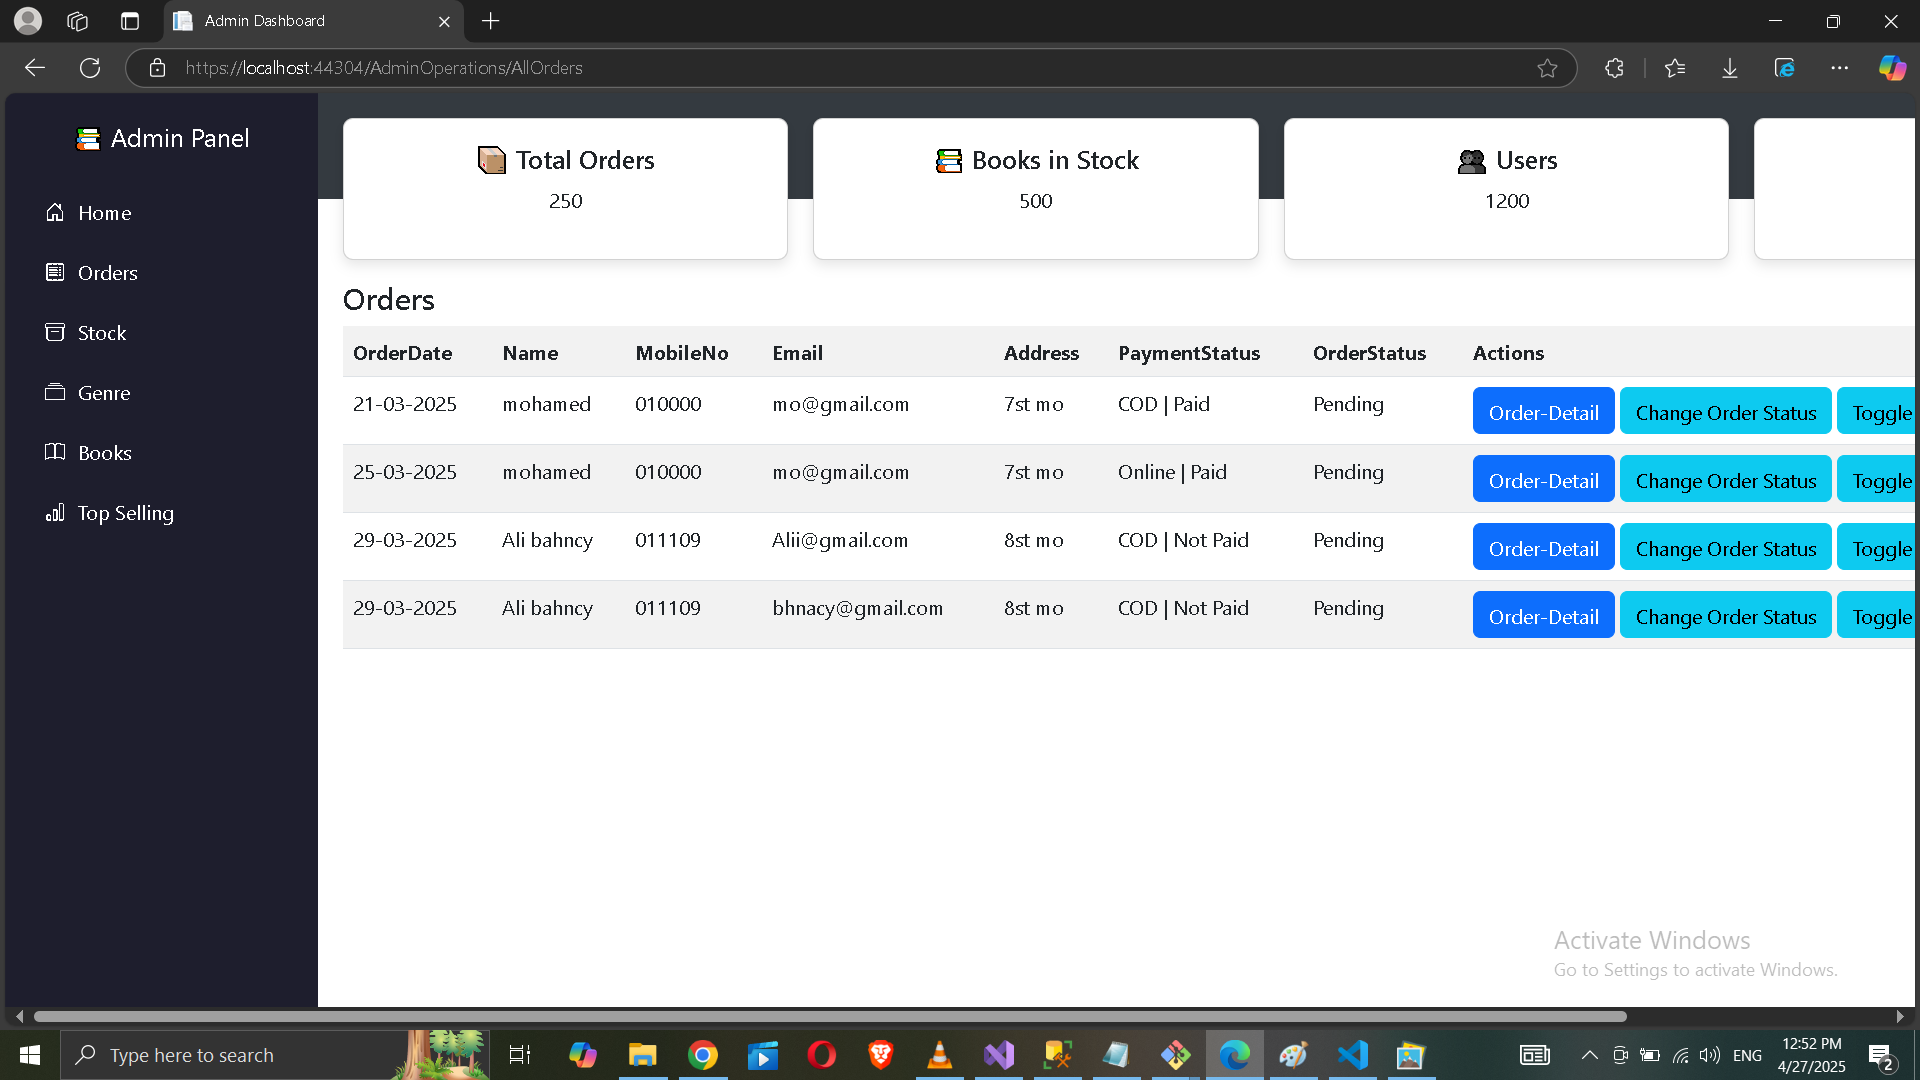 Admin Dashboard
https://localhost:44304/AdminOperations/AllOrders
Admin Panel
Home
Orders
Stock
Genre
Books
Top Selling
Total Orders
250
Books in Stock
500
Users
1200
Orders
OrderDate Name MobileNo Email Address PaymentStatus OrderStatus Actions
21-03-2025 mohamed 010000 mo@gmail.com 7st mo COD | Paid Pending Order-Detail Change Order Status Toggle
25-03-2025 mohamed 010000 mo@gmail.com 7st mo Online | Paid Pending Order-Detail Change Order Status Toggle
29-03-2025 Ali bahncy 011109 Alii@gmail.com 8st mo COD | Not Paid Pending Order-Detail Change Order Status Toggle
29-03-2025 Ali bahncy 011109 bhnacy@gmail.com 8st mo COD | Not Paid Pending Order-Detail Change Order Status Toggle
Activate Windows
Go to Settings to activate Windows.
Type here to search
ENG
12:52 PM
4/27/2025
2